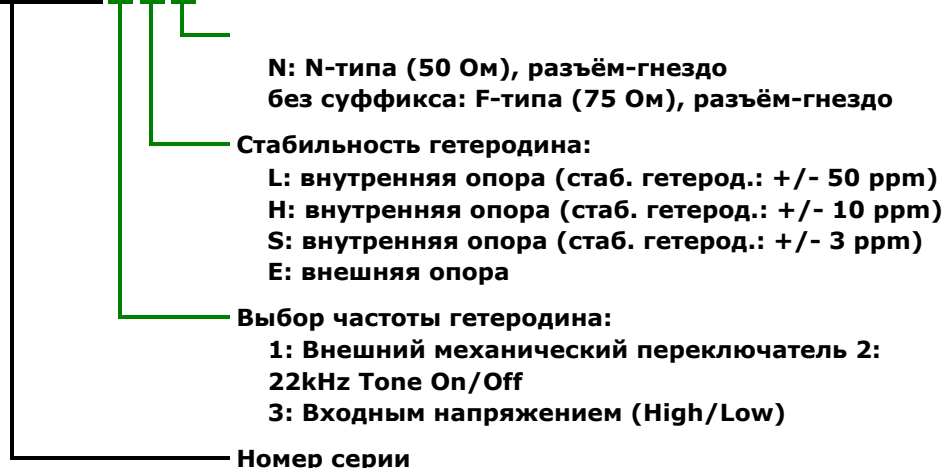 N: N-типа (50 Ом), разъём-гнездо
без суффикса: F-типа (75 Ом), разъём-гнездо
Стабильность гетеродина:
L: внутренняя опора (стаб. гетерод.: +/- 50 ppm)
H: внутренняя опора (стаб. гетерод.: +/- 10 ppm)
S: внутренняя опора (стаб. гетерод.: +/- 3 ppm)
E: внешняя опора
Выбор частоты гетеродина:
1: Внешний механический переключатель 2:
22kHz Tone On/Off
3: Входным напряжением (High/Low)
Номер серии